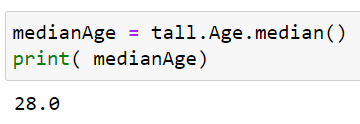 medianAge = tall.Age.median()
print( medianAge)
28.0